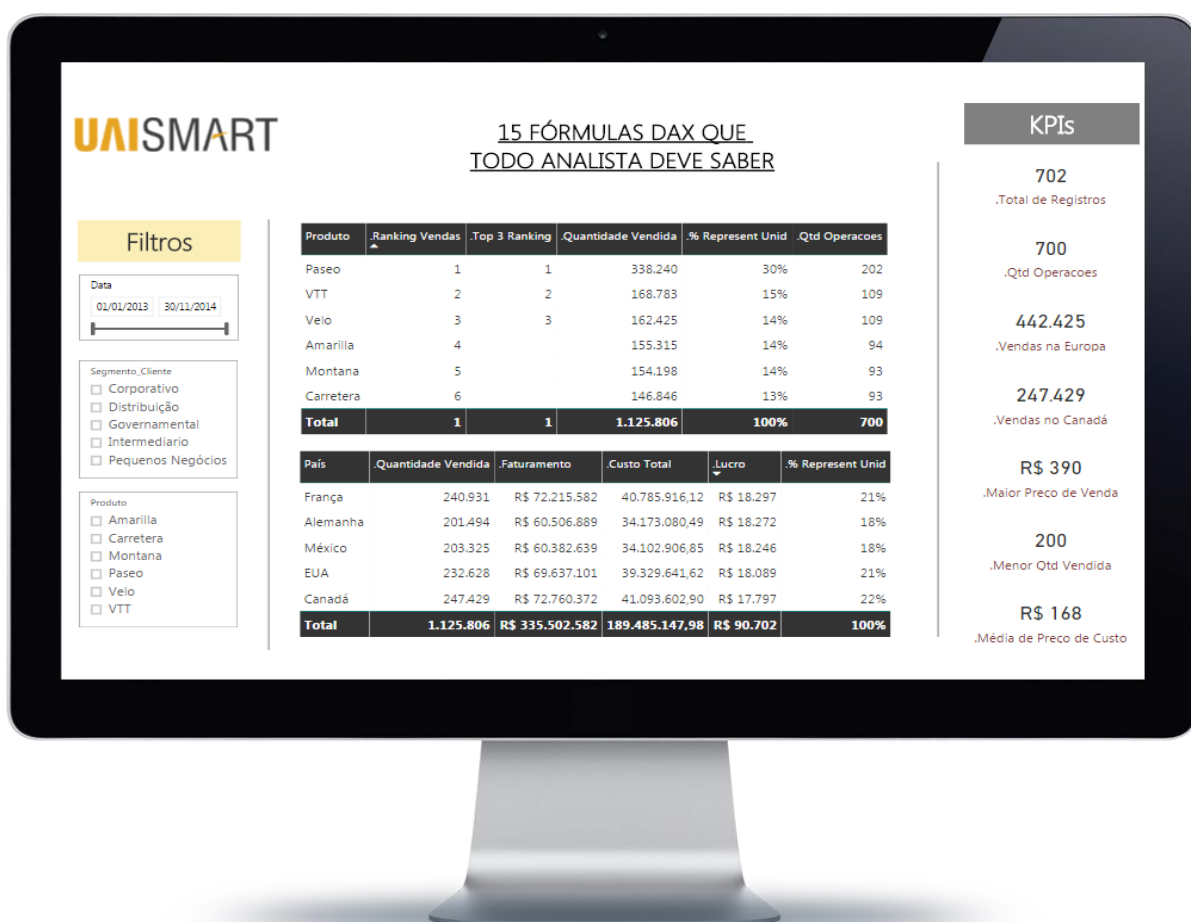 UAISMART
15 FÓRMULAS DAX QUE
TODO ANALISTA DEVE SABER
Filtros
Data
01/01/2013 30/11/2014
Segmento_Cliente
Corporativo
Distribuição
Governamental
Intermediario
Pequenos Negócios
Produto
Amarilla
Carretera
Montana
Paseo
Velo
VTT
Produto .Ranking Vendas .Top 3 Ranking .Quantidade Vendida .% Represent Unid .Qtd Operacoes
Paseo 1 1 338.240 30% 202
VTT 2 2 168.783 15% 109
Velo 3 3 162.425 14% 109
Amarilla 4 155.315 14% 94
Montana 5 154.198 14% 93
Carretera 6 146.846 13% 93
Total 1 1 1.125.806 100% 700
País .Quantidade Vendida .Faturamento .Custo Total .Lucro .% Represent Unid
França 240.931 R$ 72.215.582 40.785.916,12 R$ 18.297 21%
Alemanha 201.494 R$ 60.506.889 34.173.080,49 R$ 18.272 18%
México 203.325 R$ 60.382.639 34.102.906,85 R$ 18.246 18%
EUA 232.628 R$ 69.637.101 39.329.641,62 R$ 18.089 21%
Canadá 247.429 R$ 72.760.372 41.093.602,90 R$ 17.797 22%
Total 1.125.806 R$ 335.502.582 189.485.147,98 R$ 90.702 100%
KPIs
702
.Total de Registros
700
.Qtd Operacoes
442.425
.Vendas na Europa
247.429
.Vendas no Canadá
R$ 390
.Maior Preco de Venda
200
.Menor Qtd Vendida
R$ 168
.Média de Preco de Custo